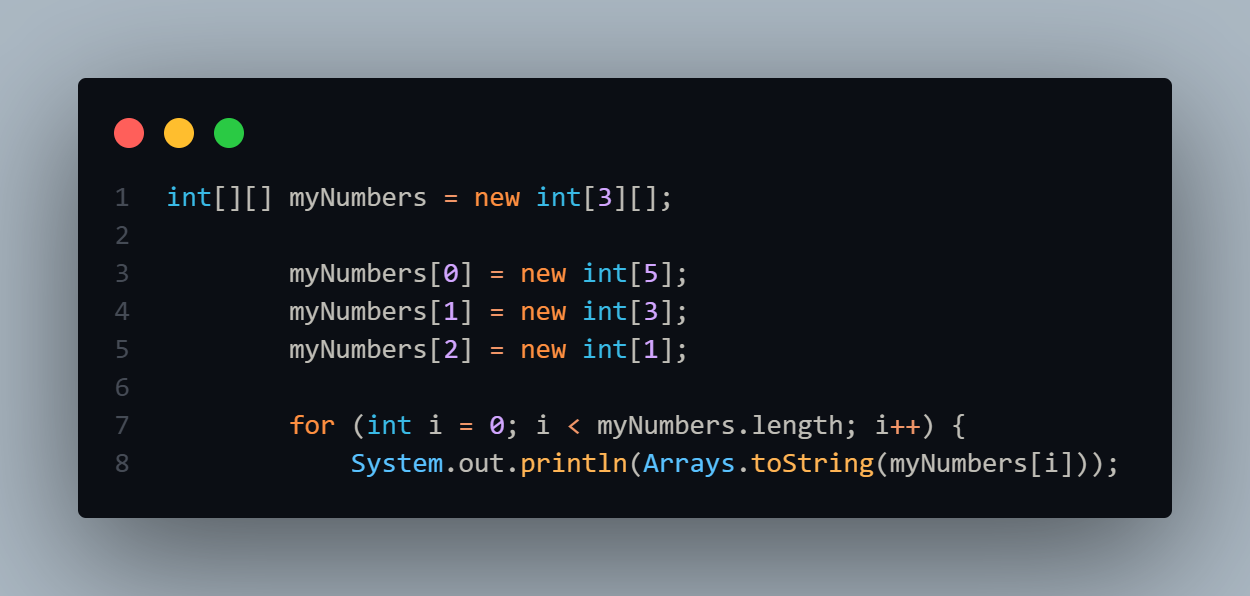 1 int[][] myNumbers = new int[3][];
2
3         myNumbers[0] = new int[5];
4         myNumbers[1] = new int[3];
5         myNumbers[2] = new int[1];
6
7         for (int i = 0; i < myNumbers.length; i++) {
8             System.out.println(Arrays.toString(myNumbers[i]));